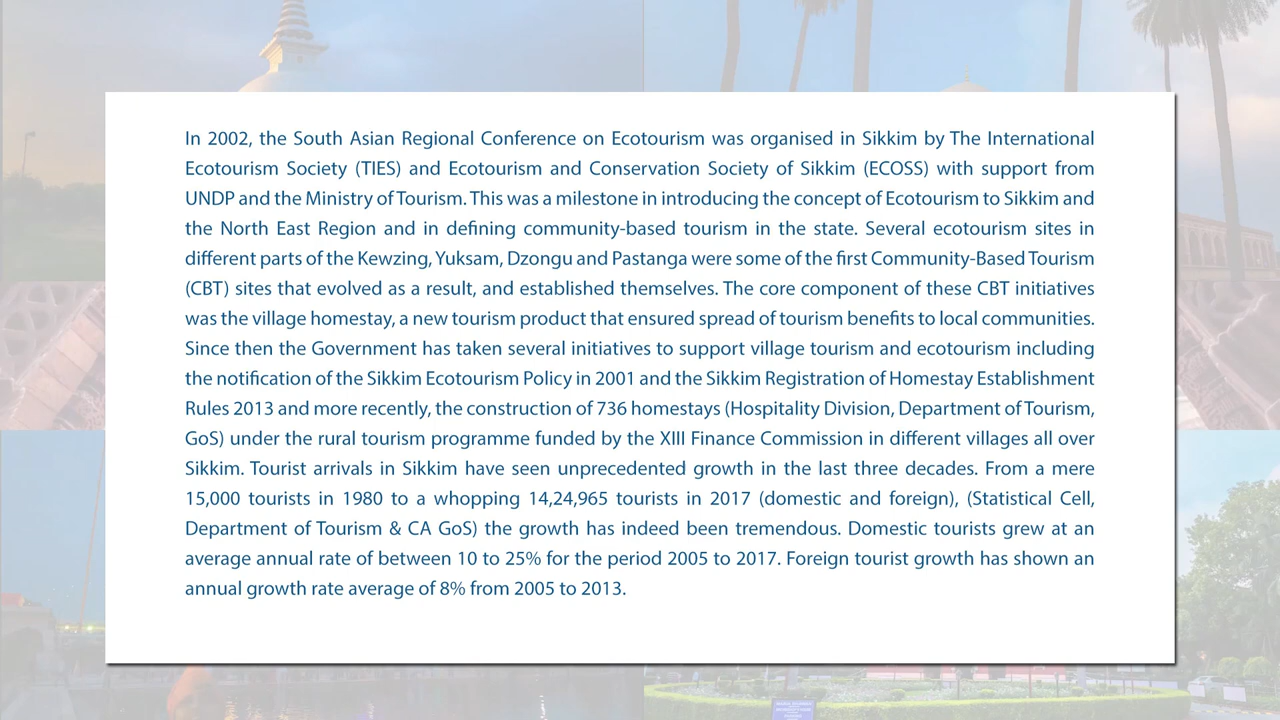 In 2002, the South Asian Regional Conference on Ecotourism was organised in Sikkim by The International
Ecotourism Society (TIES) and Ecotourism and Conservation Society of Sikkim (ECOSS) with support from
UNDP and the Ministry of Tourism. This was a milestone in introducing the concept of Ecotourism to Sikkim and
the North East Region and in defining community-based tourism in the state. Several ecotourism sites in
different parts of the Kewzing, Yuksam, Dzongu and Pastanga were some of the first Community-Based Tourism
(CBT) sites that evolved as a result, and established themselves. The core component of these CBT initiatives
was the village homestay, a new tourism product that ensured spread of tourism benefits to local communities.
Since then the Government has taken several initiatives to support village tourism and ecotourism including
the notification of the Sikkim Ecotourism Policy in 2001 and the Sikkim Registration of Homestay Establishment
Rules 2013 and more recently, the construction of 736 homestays (Hospitality Division, Department of Tourism,
GoS) under the rural tourism programme funded by the XIII Finance Commission in different villages all over
Sikkim. Tourist arrivals in Sikkim have seen unprecedented growth in the last three decades. From a mere
15,000 tourists in 1980 to a whopping 14,24,965 tourists in 2017 (domestic and foreign), (Statistical Cell,
Department of Tourism & CA GoS) the growth has indeed been tremendous. Domestic tourists grew at an
average annual rate of between 10 to 25% for the period 2005 to 2017. Foreign tourist growth has shown an
annual growth rate average of 8% from 2005 to 2013.